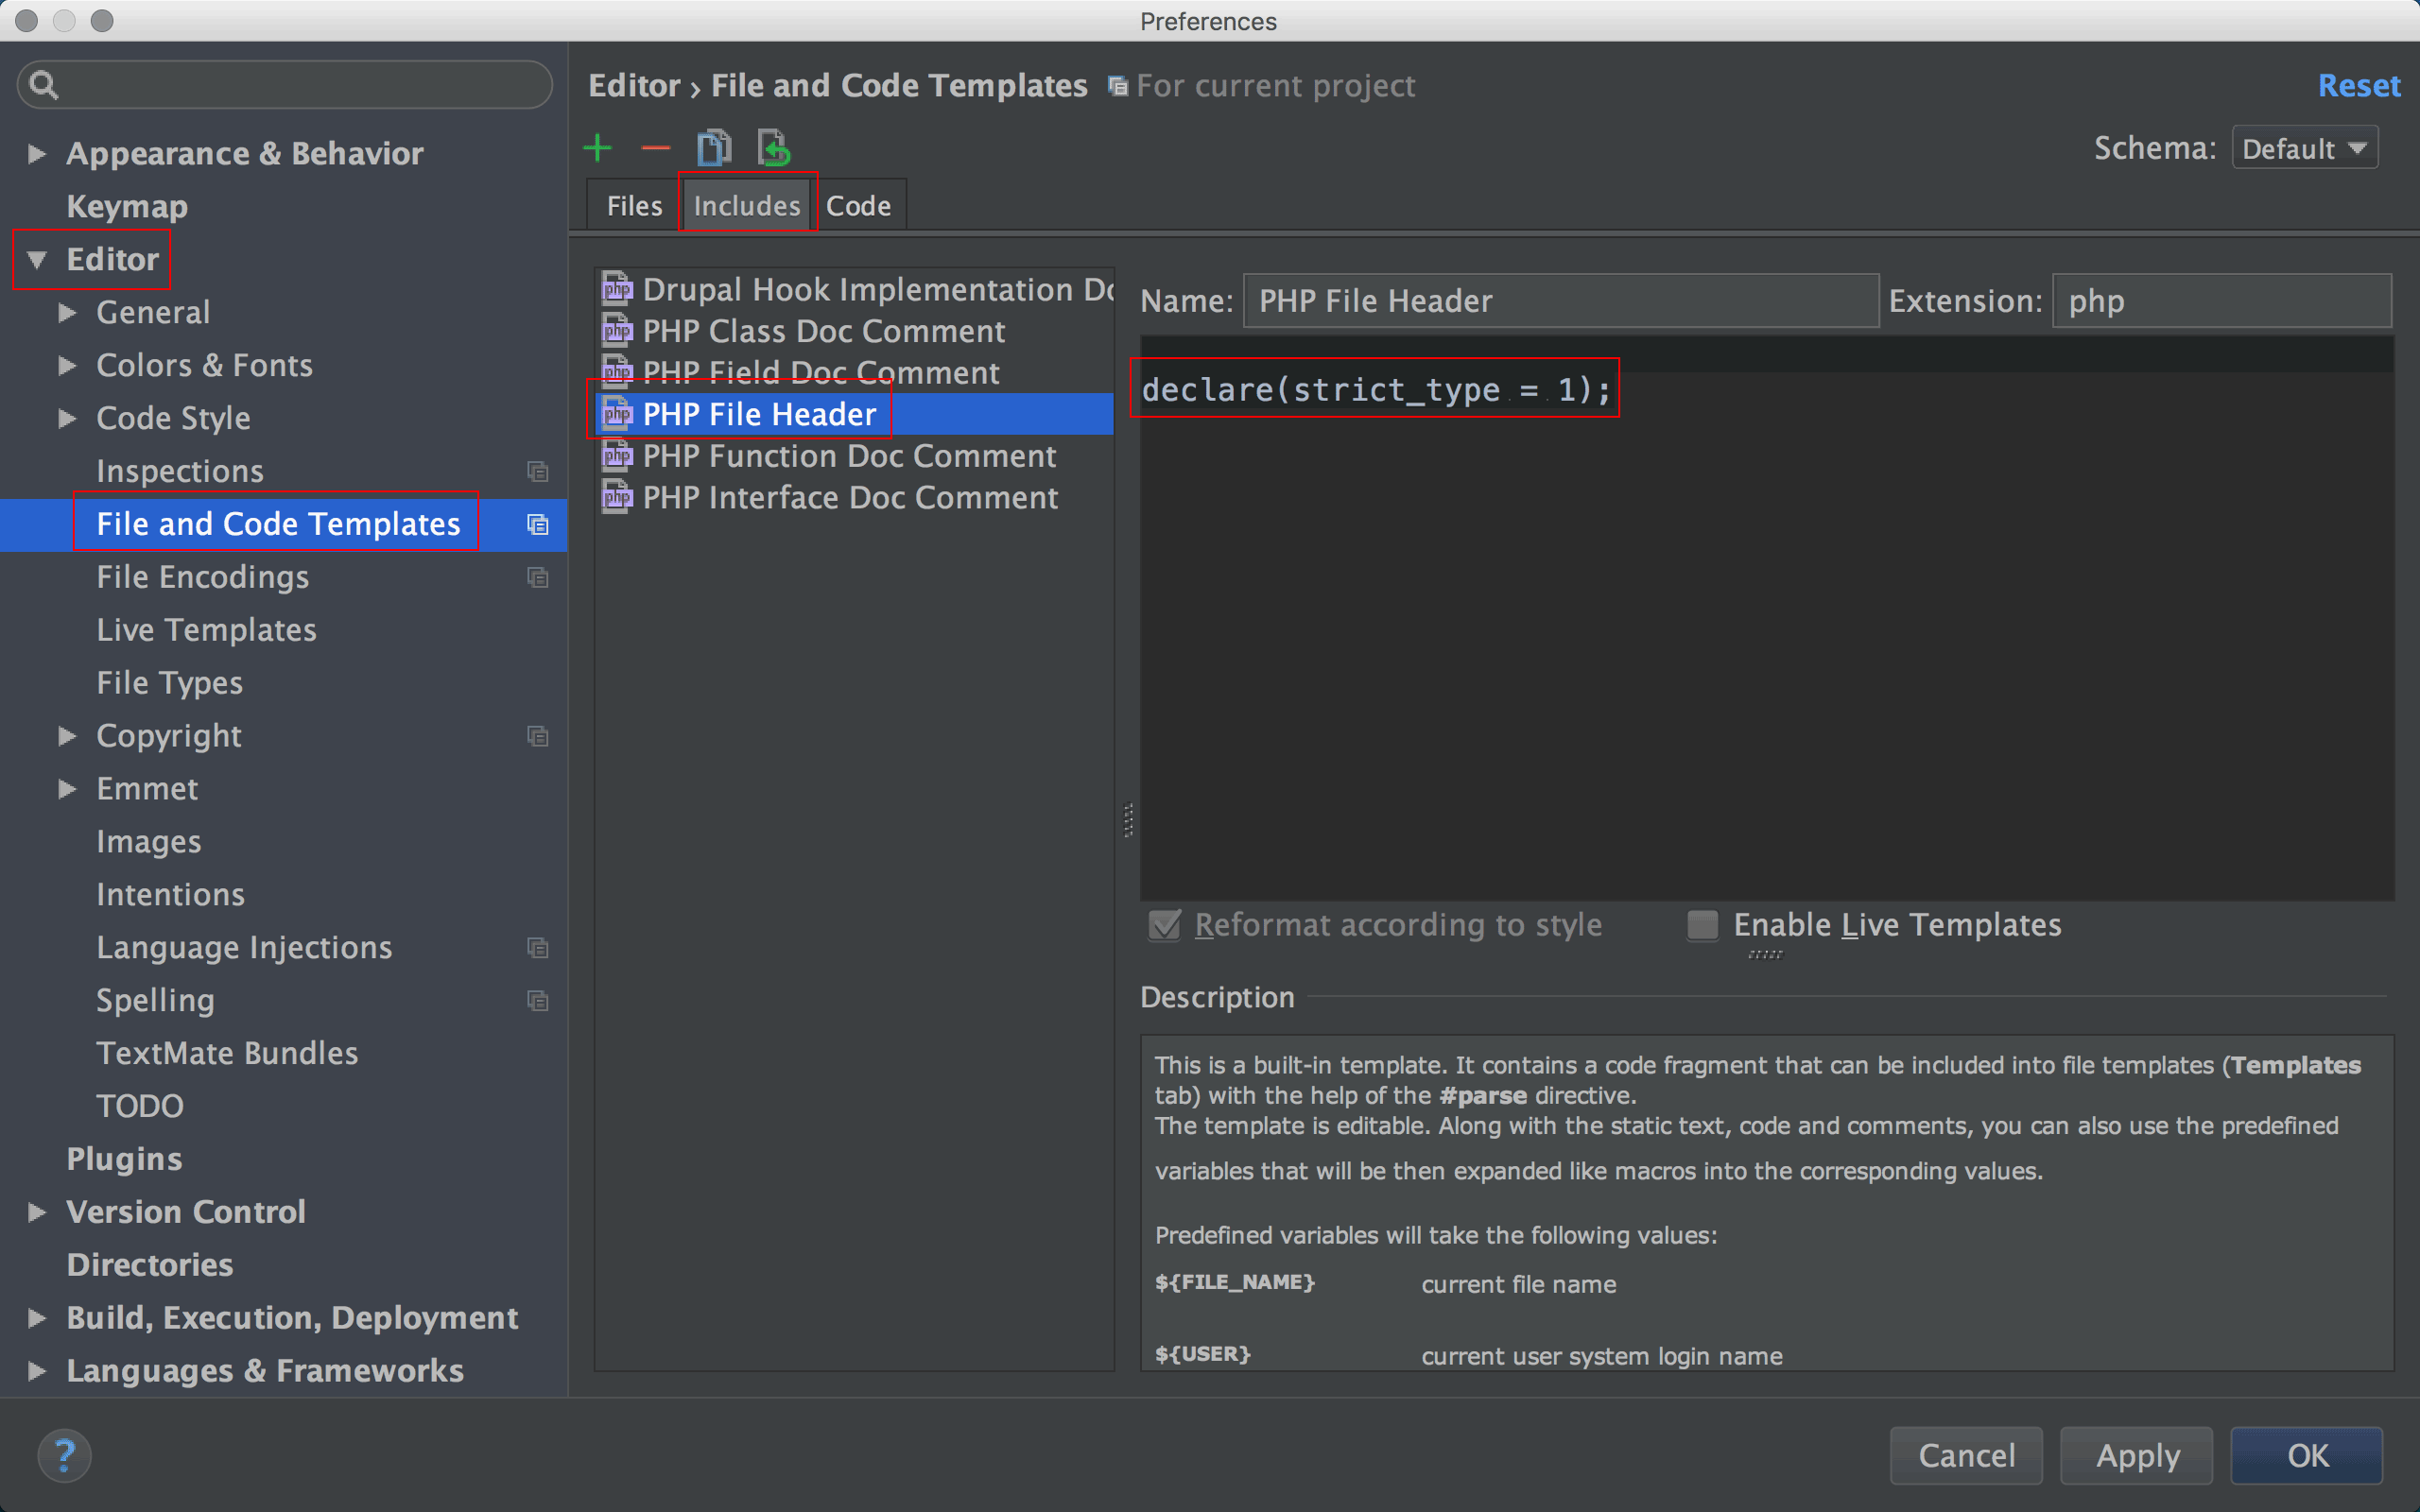 Preferences
Editor › File and Code Templates For current project Reset
Schema: Default
Files Includes Code
Appearance & Behavior
Keymap
Editor
General
Colors & Fonts
Code Style
Inspections
File and Code Templates
File Encodings
Live Templates
File Types
Copyright
Emmet
Images
Intentions
Language Injections
Spelling
TextMate Bundles
TODO
Plugins
Version Control
Directories
Build, Execution, Deployment
Languages & Frameworks
php Drupal Hook Implementation Do
php PHP Class Doc Comment
php PHP Field Doc Comment
php PHP File Header
php PHP Function Doc Comment
php PHP Interface Doc Comment
Name: PHP File Header Extension: php
declare(strict_type = 1);
Reformat according to style Enable Live Templates
Description
This is a built-in template. It contains a code fragment that can be included into file templates (Templates
tab) with the help of the #parse directive.
The template is editable. Along with the static text, code and comments, you can also use the predefined
variables that will be then expanded like macros into the corresponding values.
Predefined variables will take the following values:
${FILE_NAME} current file name
${USER} current user system login name
? Cancel Apply OK